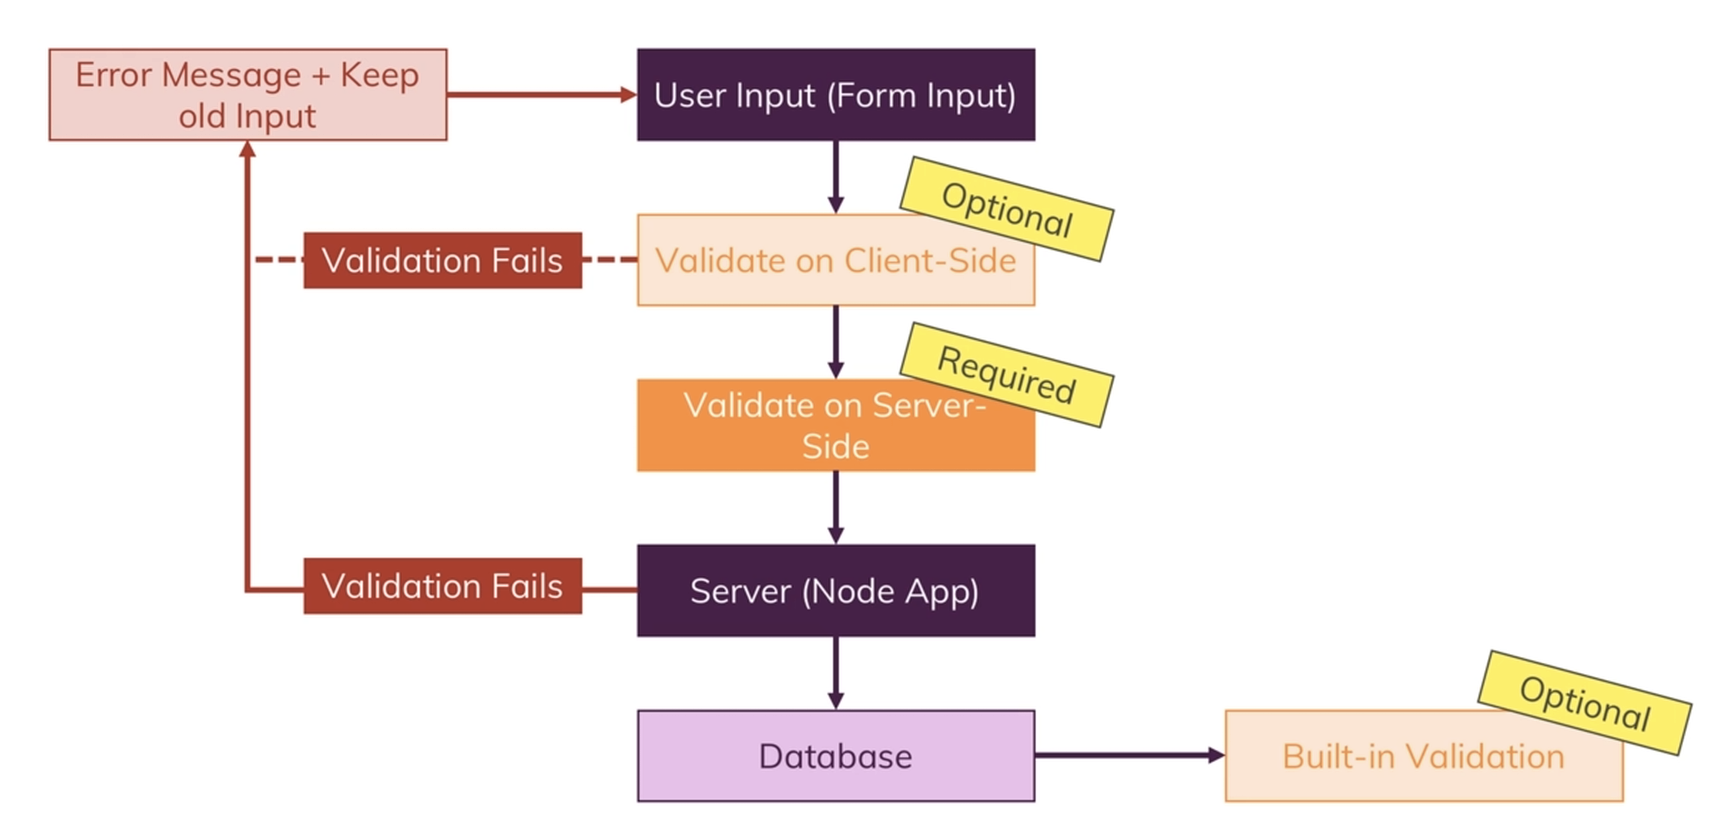 Error Message + Keep
old Input
User Input (Form Input)
Optional
Validation Fails
Validate on Client-Side
Required
Validate on Server-
Side
Validation Fails
Server (Node App)
Optional
Database
Built-in Validation